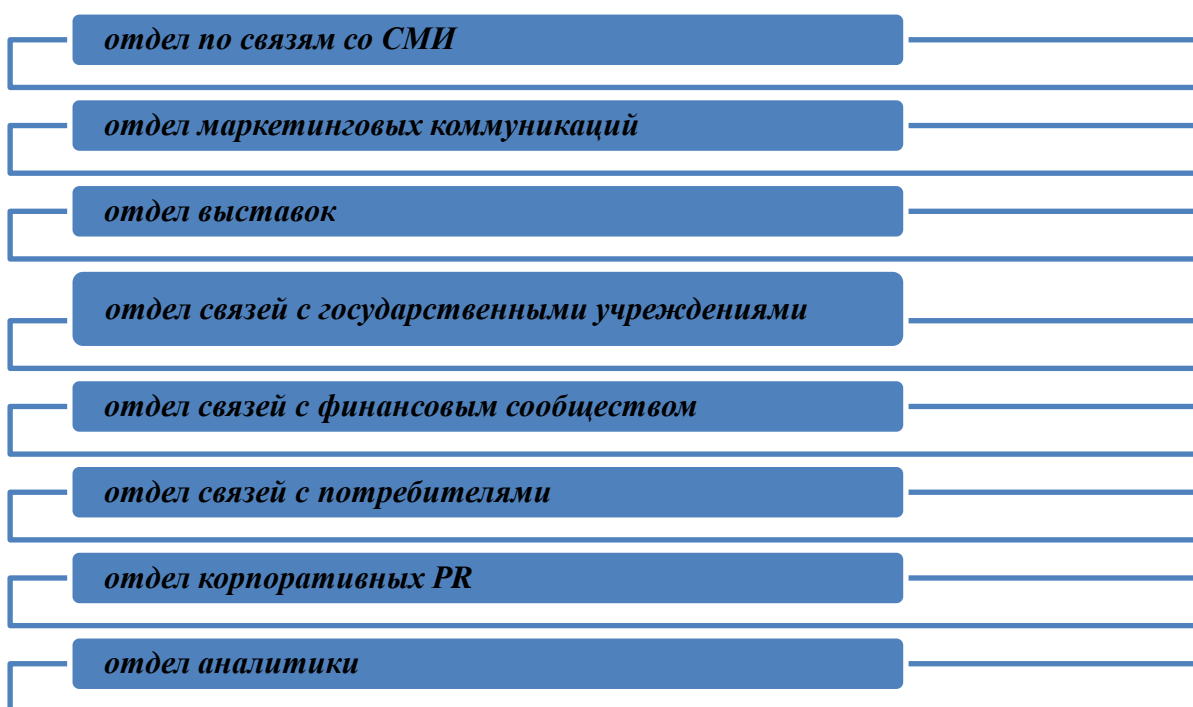 отдел по связям со СМИ
отдел маркетинговых коммуникаций
отдел выставок
отдел связей с государственными учреждениями
отдел связей с финансовым сообществом
отдел связей с потребителями
отдел корпоративных PR
отдел аналитики